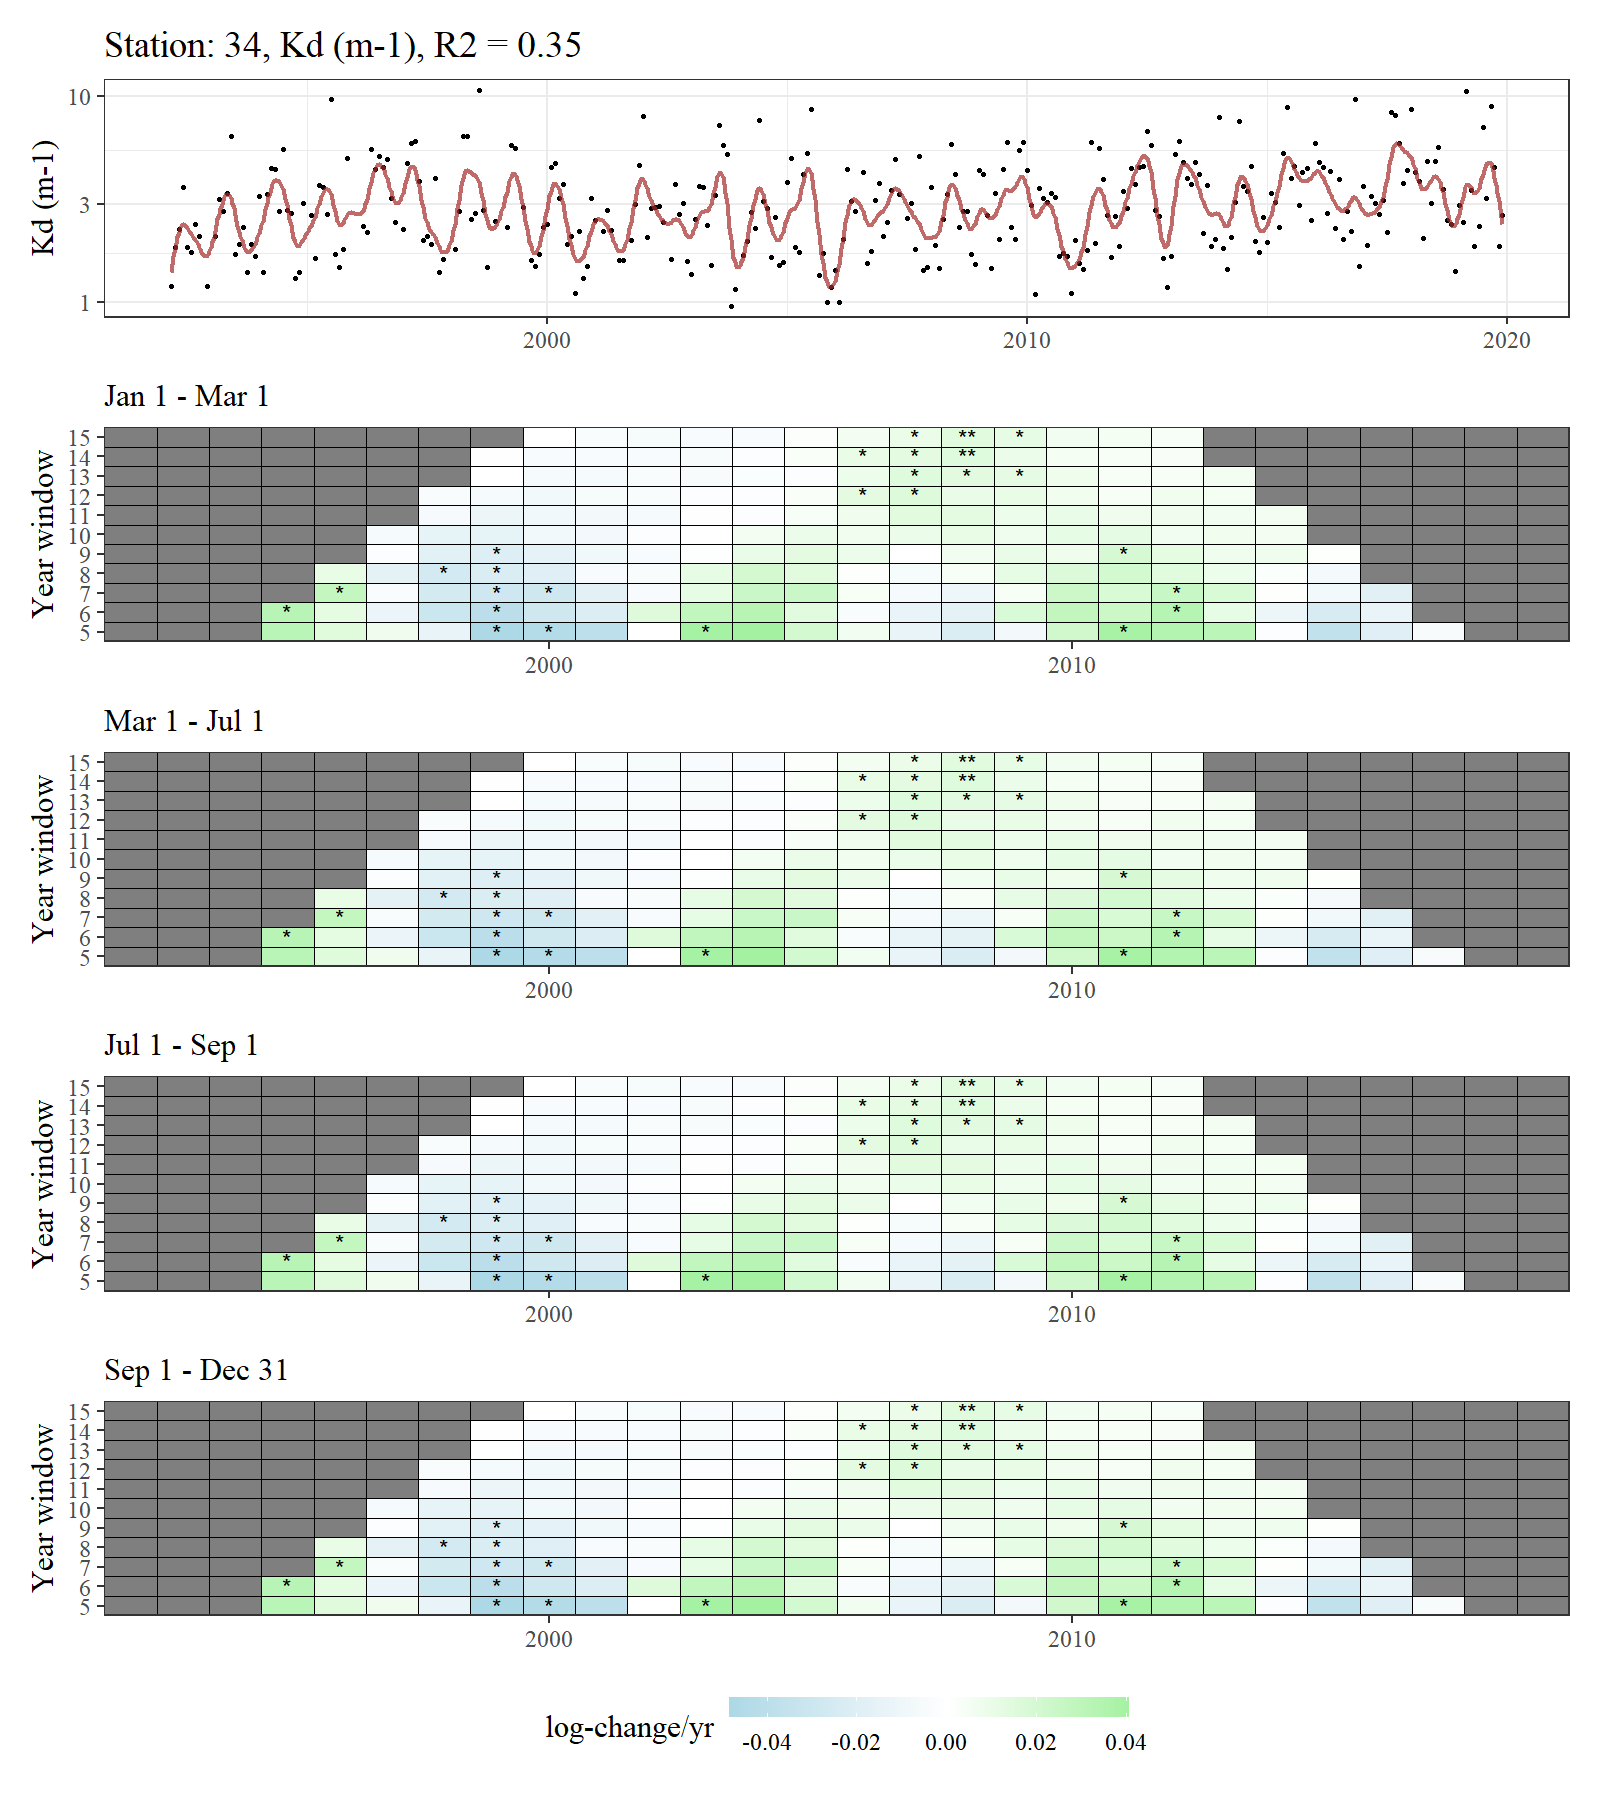 Station: 34, Kd (m-1), R2 = 0.35
Kd (m-1)
10
3
1
2000 2010 2020
Jan 1 - Mar 1
Year window
15
14
13
12
11
10
9
8
7
6
5
* ** *
* * **
* * *
* *
* *
* *
* * * *
* * *
* * * *
2000 2010
Mar 1 - Jul 1
Year window
15
14
13
12
11
10
9
8
7
6
5
* ** *
* * **
* * *
* *
* *
* *
* * * *
* * *
* * * *
2000 2010
Jul 1 - Sep 1
Year window
15
14
13
12
11
10
9
8
7
6
5
* ** *
* * **
* * *
* *
* *
* *
* * * *
* * *
* * * *
2000 2010
Sep 1 - Dec 31
Year window
15
14
13
12
11
10
9
8
7
6
5
* ** *
* * **
* * *
* *
* *
* *
* * * *
* * *
* * * *
2000 2010
log-change/yr
-0.04 -0.02 0.00 0.02 0.04